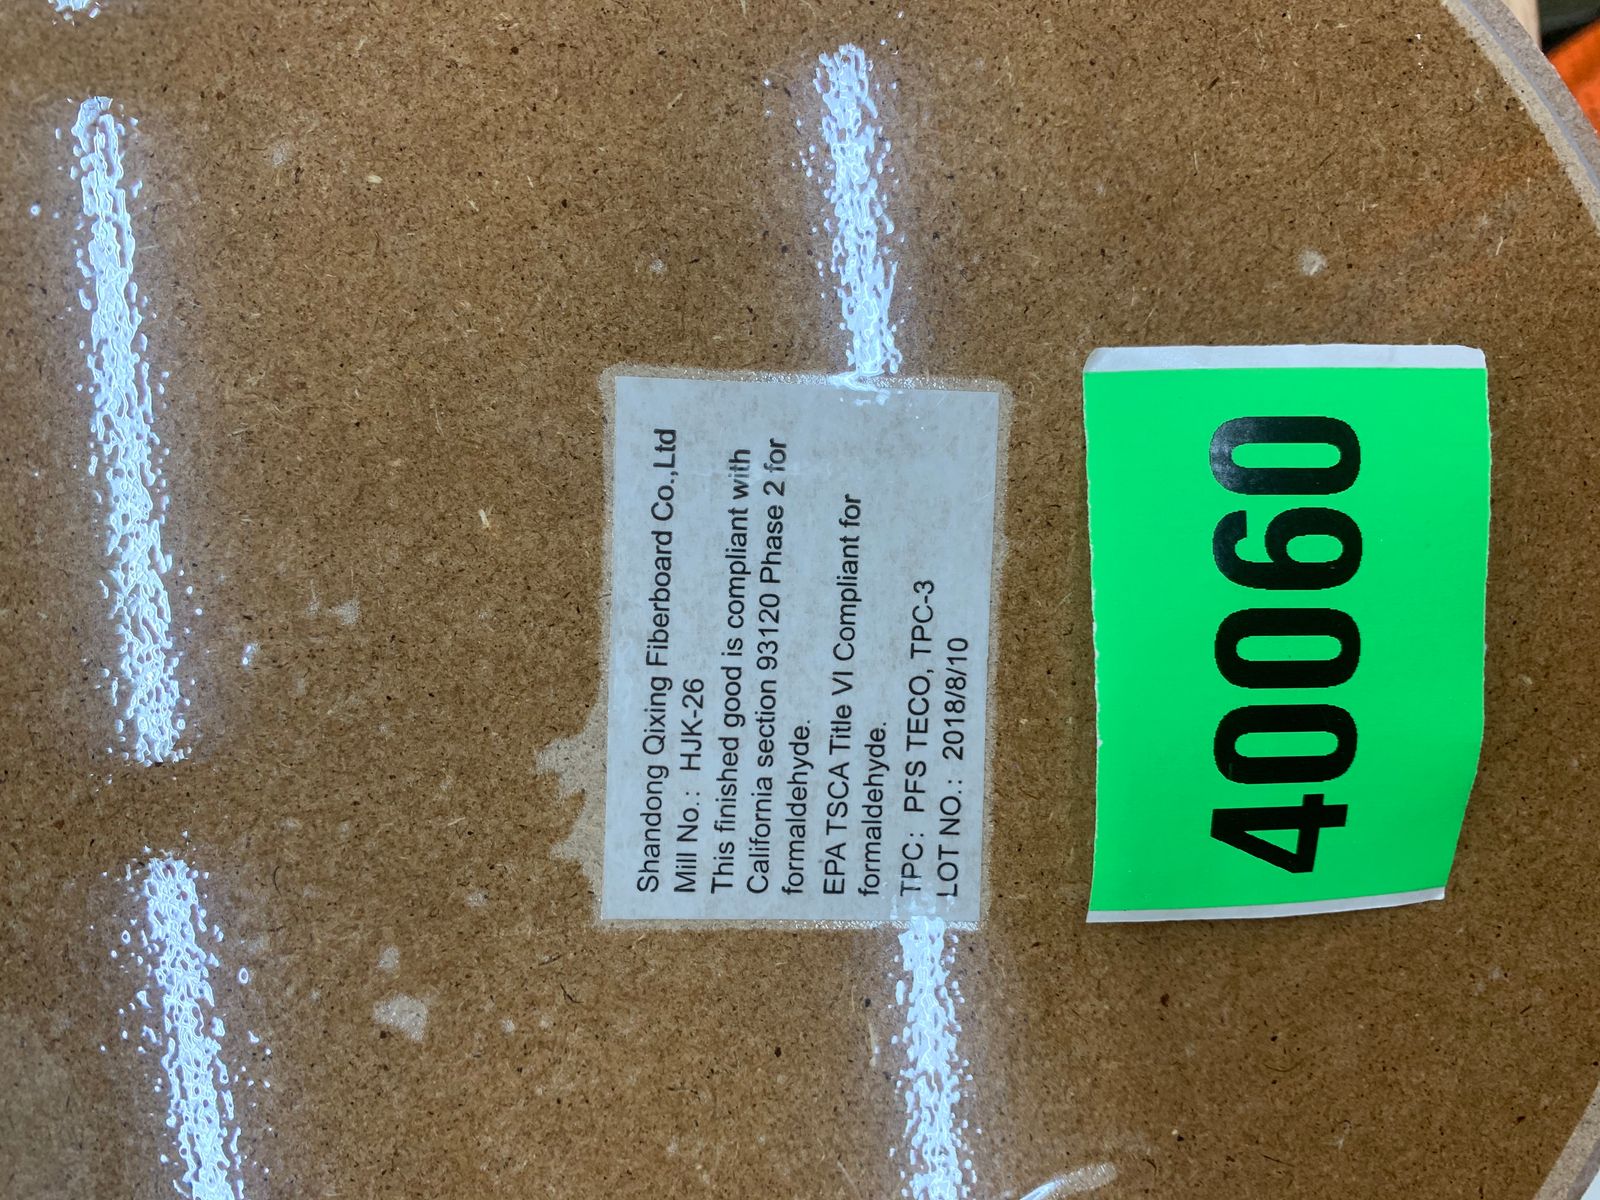 Shandong Qixing Fiberboard Co.,Ltd
Mill No.: HJK-26
This finished good is compliant with
California section 93120 Phase 2 for
formaldehyde.
EPA TSCA Title VI Compliant for
formaldehyde.
TPC: PFS TECO, TPC-3
LOT NO.: 2018/8/10
40060